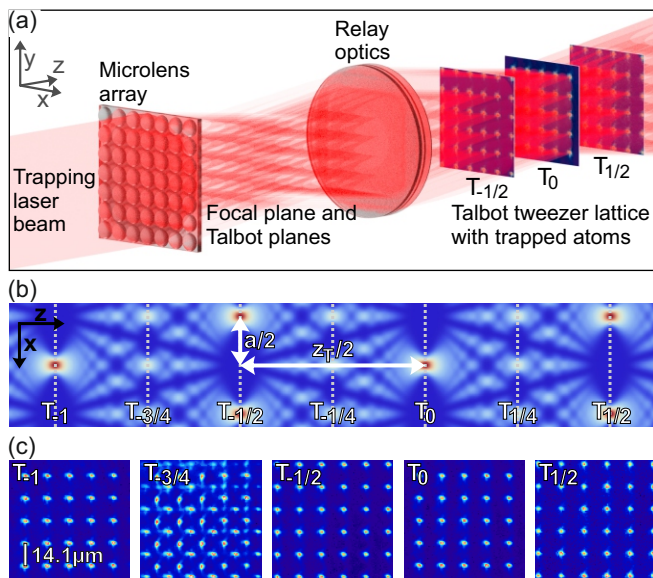 (a)
y
z
x
Microlens
array
Relay
optics
Trapping
laser
beam
Focal plane and
Talbot planes
T-1/2
T0
T1/2
Talbot tweezer lattice
with trapped atoms
(b)
z
x
a/2
zT/2
T-1
T-3/4
T-1/2
T-1/4
T0
T1/4
T1/2
(c)
T-1
T-3/4
T-1/2
T0
T1/2
14.1μm